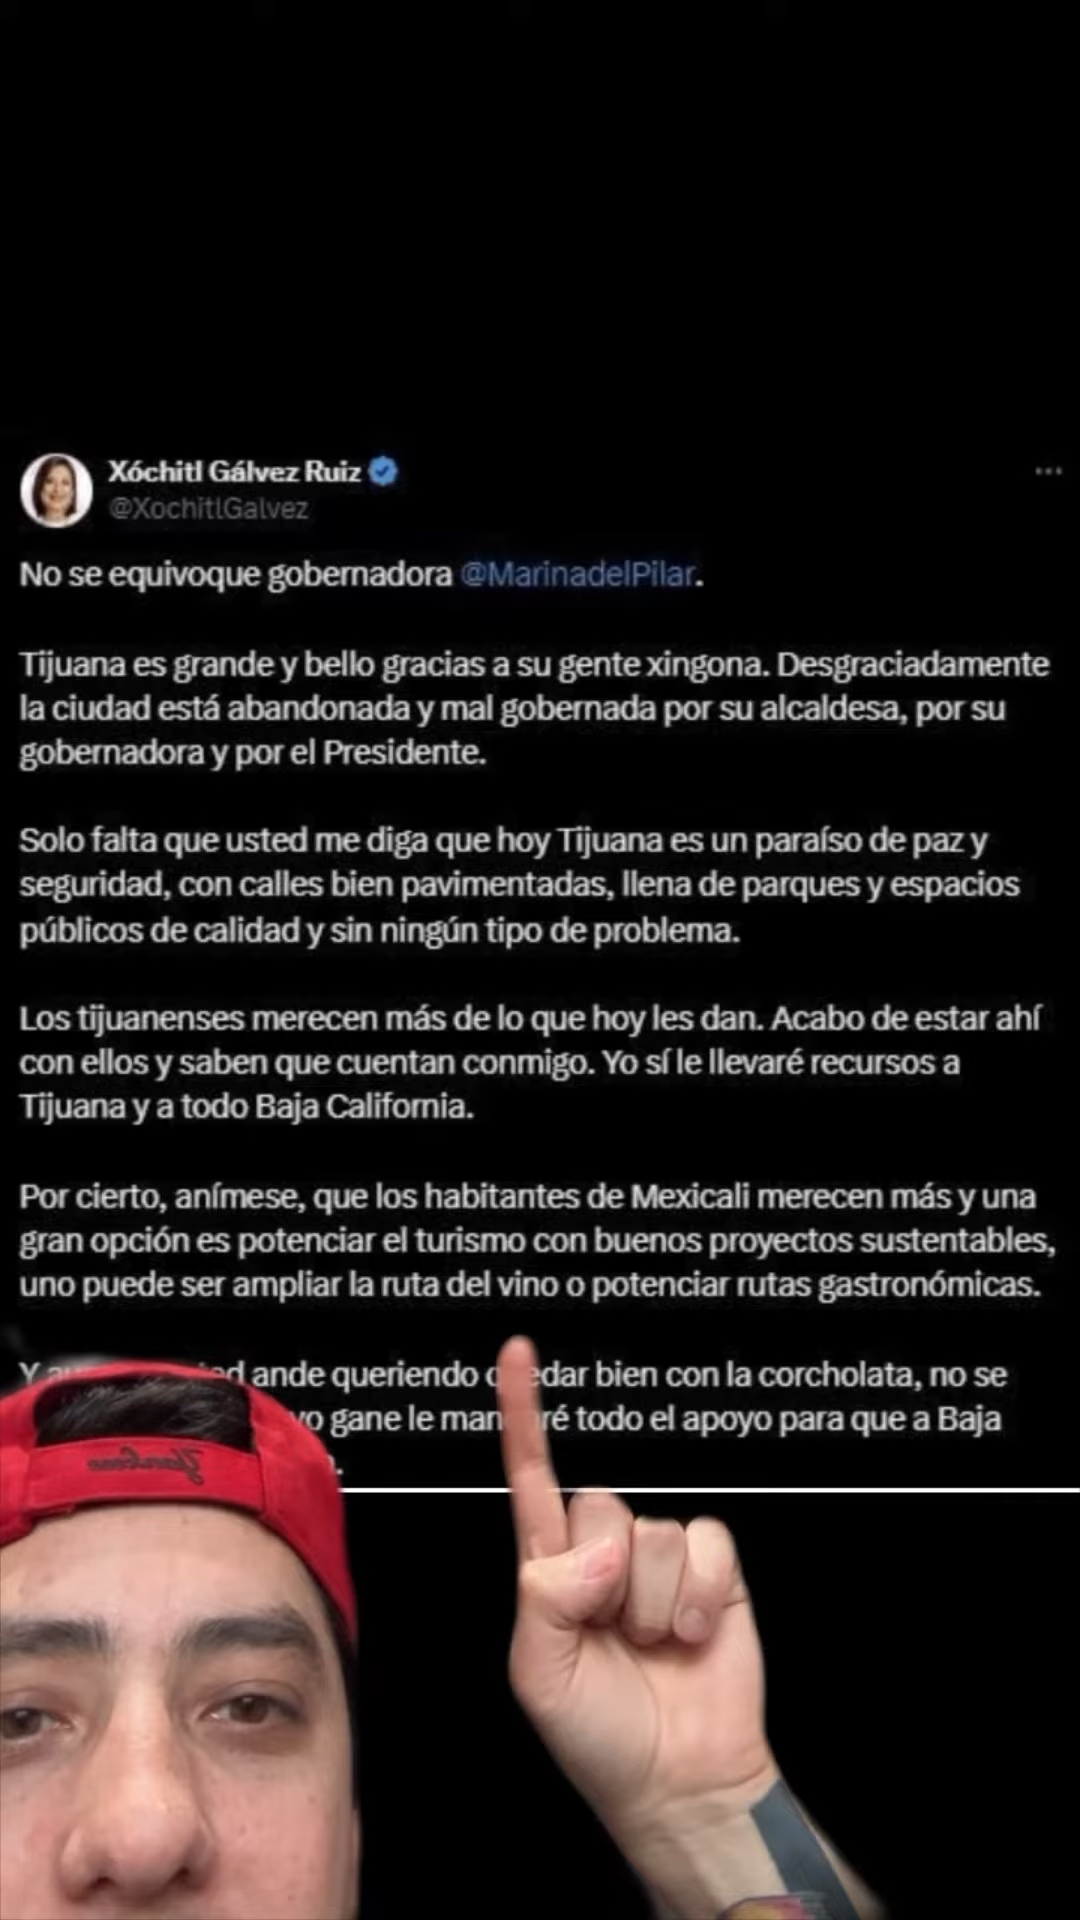 Xóchitl Gálvez Ruiz
@XochitlGalvez
No se equivoque gobernadora @MarinadelPilar.
Tijuana es grande y bello gracias a su gente xingona. Desgraciadamente
la ciudad está abandonada y mal gobernada por su alcaldesa, por su
gobernadora y por el Presidente.
Solo falta que usted me diga que hoy Tijuana es un paraíso de paz y
seguridad, con calles bien pavimentadas, llena de parques y espacios
públicos de calidad y sin ningún tipo de problema.
Los tijuanenses merecen más de lo que hoy les dan. Acabo de estar ahí
con ellos y saben que cuentan conmigo. Yo sí le llevaré recursos a
Tijuana y a todo Baja California.
Por cierto, anímese, que los habitantes de Mexicali merecen más y una
gran opción es potenciar el turismo con buenos proyectos sustentables,
uno puede ser ampliar la ruta del vino o potenciar rutas gastronómicas.
Y ande queriendo bien con la corcholata, no se
yo gane le todo el apoyo para que a Baja